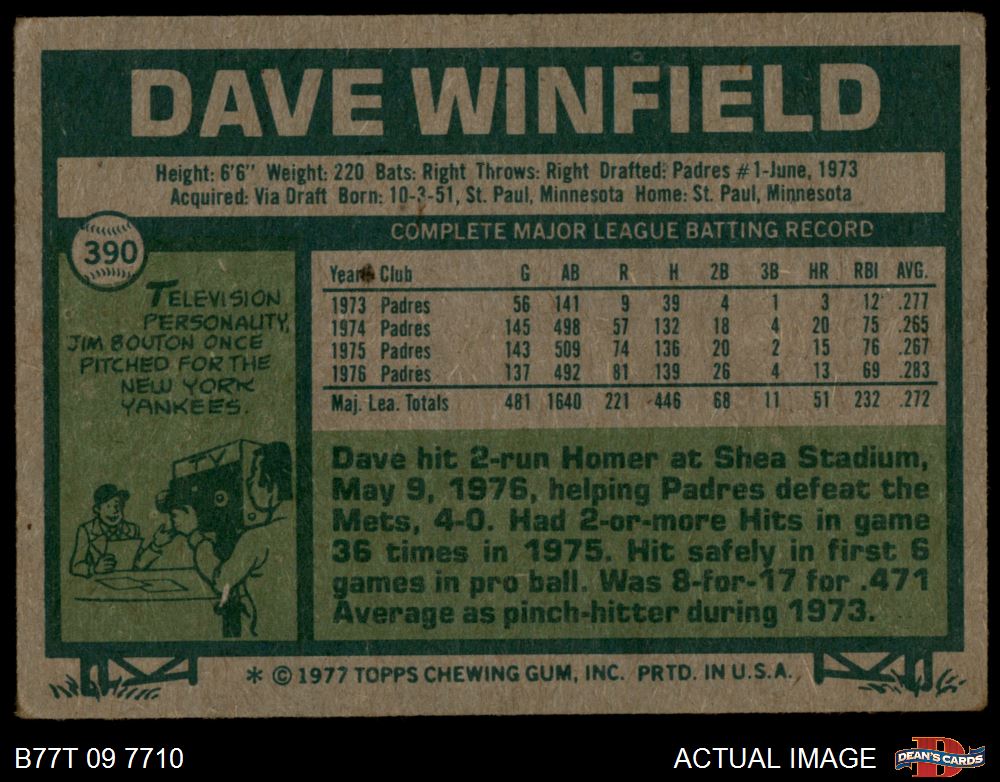 DAVE WINFIELD
Height: 6'6" Weight: 220 Bats: Right Throws: Right Drafted: Padres #1-June, 1973
Acquired: Via Draft Born: 10-3-51, St. Paul, Minnesota Home: St. Paul, Minnesota
390
COMPLETE MAJOR LEAGUE BATTING RECORD
Year Club G AB R H 2B 3B HR RBI AVG.
1973 Padres 56 141 9 39 4 1 3 12 .277
1974 Padres 145 498 57 132 18 4 20 75 .265
1975 Padres 143 509 74 136 20 2 15 76 .267
1976 Padres 137 492 81 139 26 4 13 69 .283
Maj. Lea. Totals 481 1640 221 446 68 11 51 232 .272
TELEVISION
PERSONALITY,
JIM BOUTON ONCE
PITCHED FOR THE
NEW YORK
YANKEES.
TV
Dave hit 2-run Homer at Shea Stadium,
May 9, 1976, helping Padres defeat the
Mets, 4-0. Had 2-or-more Hits in game
36 times in 1975. Hit safely in first 6
games in pro ball. Was 8-for-17 for .471
Average as pinch-hitter during 1973.
* © 1977 TOPPS CHEWING GUM, INC. PRTD. IN U.S.A.
B77T 09 7710
ACTUAL IMAGE
D
DEAN'S CARDS